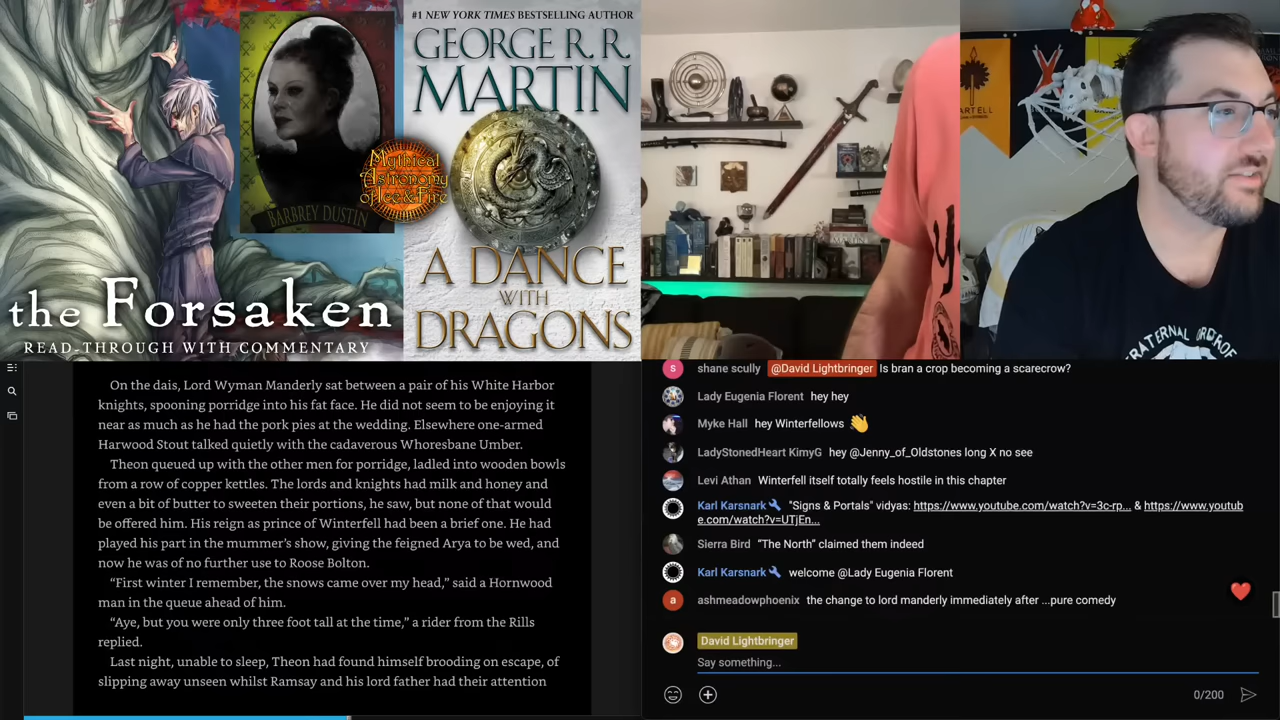 #1 NEW YORK TIMES BESTSELLING AUTHOR
GEORGE R. R.
MARTIN
Mythical
Astronomy
of Ice & Fire
BARBREY DUSTIN
A DANCE
WITH
DRAGONS
the Forsaken
READ-THROUGH WITH COMMENTARY
On the dais, Lord Wyman Manderly sat between a pair of his White Harbor
knights, spooning porridge into his fat face. He did not seem to be enjoying it
near as much as he had the pork pies at the wedding. Elsewhere one-armed
Harwood Stout talked quietly with the cadaverous Whoresbane Umber.
Theon queued up with the other men for porridge, ladled into wooden bowls
from a row of copper kettles. The lords and knights had milk and honey and
even a bit of butter to sweeten their portions, he saw, but none of that would
be offered him. His reign as prince of Winterfell had been a brief one. He had
played his part in the mummer's show, giving the feigned Arya to be wed, and
now he was of no further use to Roose Bolton.
“First winter I remember, the snows came over my head,” said a Hornwood
man in the queue ahead of him.
“Aye, but you were only three foot tall at the time,” a rider from the Rills
replied.
Last night, unable to sleep, Theon had found himself brooding on escape, of
slipping away unseen whilst Ramsay and his lord father had their attention
MARTIN
FRATERNAL ORDER OF
s shane scully @David Lightbringer Is bran a crop becoming a scarecrow?
Lady Eugenia Florent hey hey
Myke Hall hey Winterfellows 👋
LadyStonedHeart KimyG hey @Jenny_of_Oldstones long X no see
Levi Athan Winterfell itself totally feels hostile in this chapter
Karl Karsnark "Signs & Portals" vidyas: https://www.youtube.com/watch?v=3c-rp... & https://www.youtub
e.com/watch?v=UTjEn...
Sierra Bird “The North” claimed them indeed
Karl Karsnark welcome @Lady Eugenia Florent
a ashmeadowphoenix the change to lord manderly immediately after ...pure comedy
David Lightbringer
Say something...
0/200